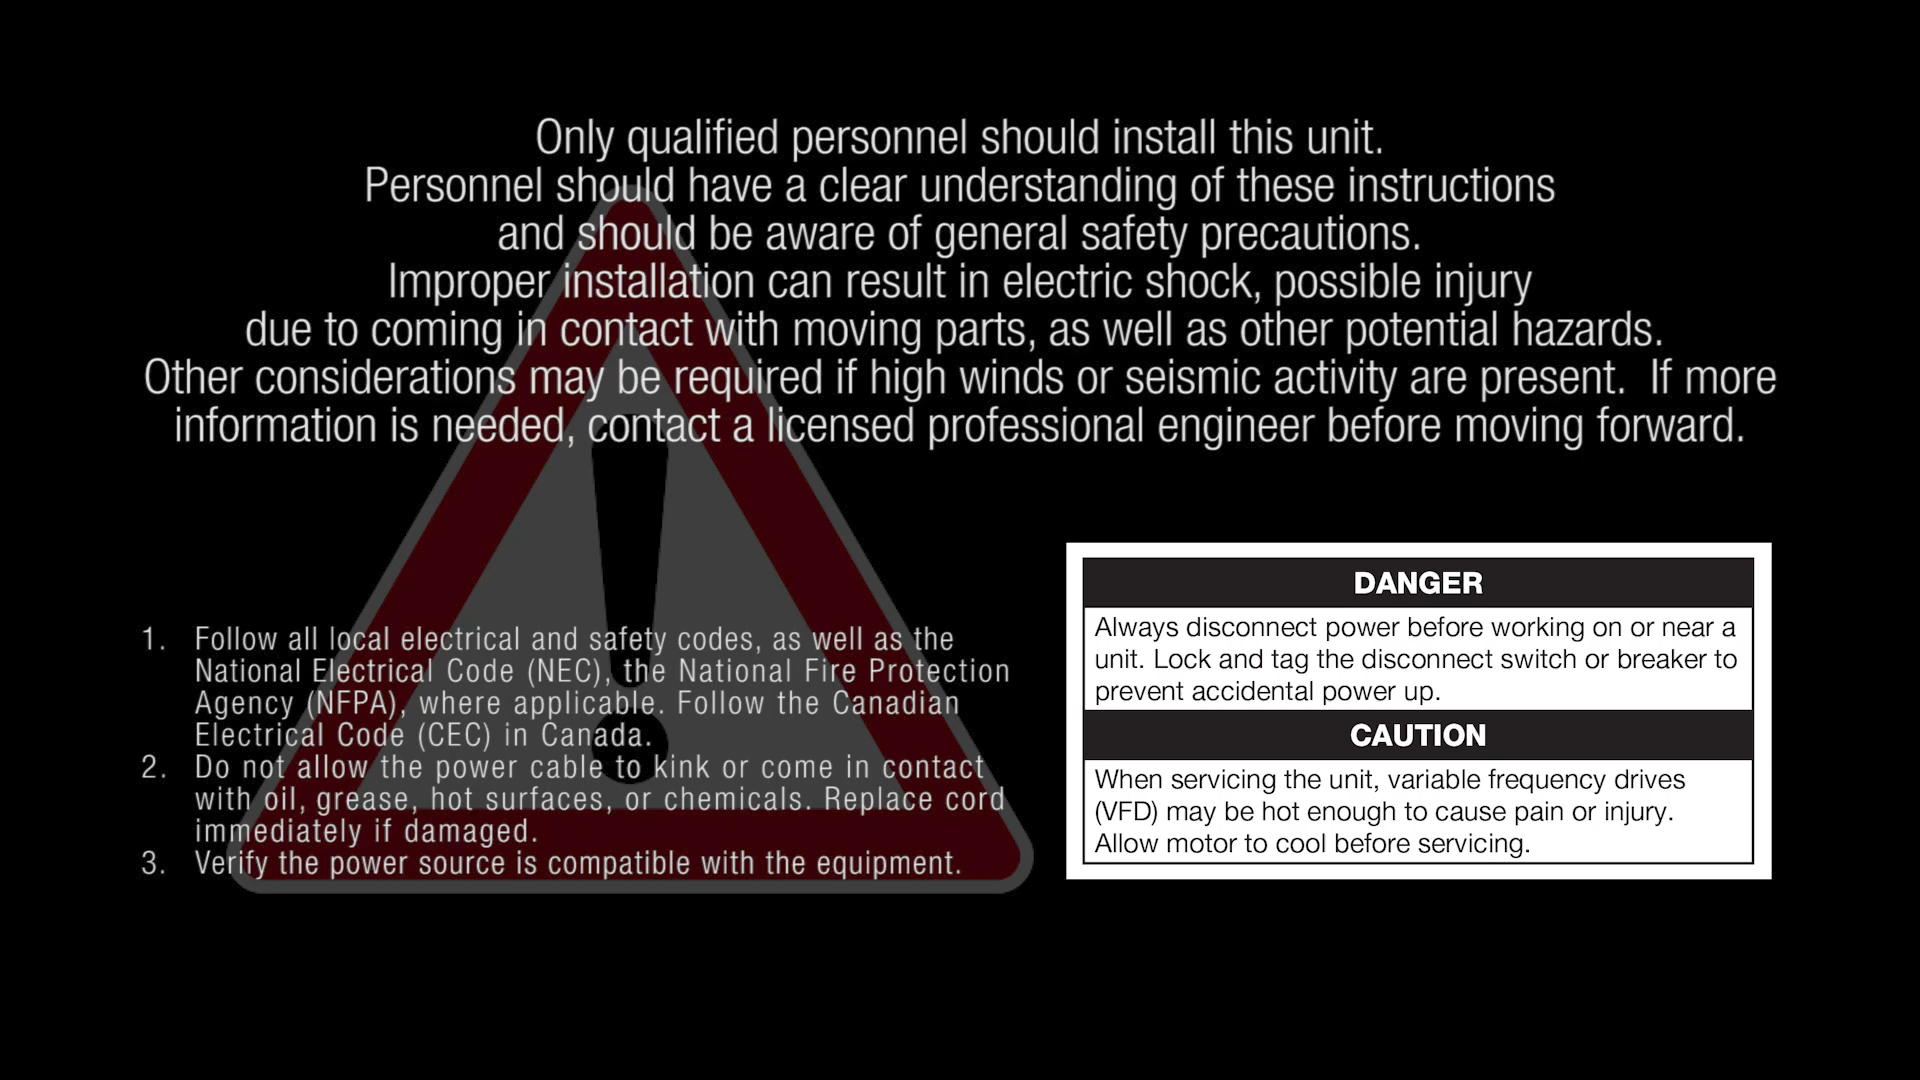 Only qualified personnel should install this unit.
Personnel should have a clear understanding of these instructions
and should be aware of general safety precautions.
Improper installation can result in electric shock, possible injury
due to coming in contact with moving parts, as well as other potential hazards.
Other considerations may be required if high winds or seismic activity are present.  If more
information is needed, contact a licensed professional engineer before moving forward.
1. Follow all local electrical and safety codes, as well as the
National Electrical Code (NEC), the National Fire Protection
Agency (NFPA), where applicable. Follow the Canadian
Electrical Code (CEC) in Canada.
2. Do not allow the power cable to kink or come in contact
with oil, grease, hot surfaces, or chemicals. Replace cord
immediately if damaged.
3. Verify the power source is compatible with the equipment.
DANGER
Always disconnect power before working on or near a
unit. Lock and tag the disconnect switch or breaker to
prevent accidental power up.
CAUTION
When servicing the unit, variable frequency drives
(VFD) may be hot enough to cause pain or injury.
Allow motor to cool before servicing.